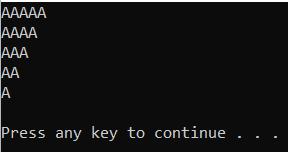 AAAAA
AAAA
AAA
AA
A
Press any key to continue . . .